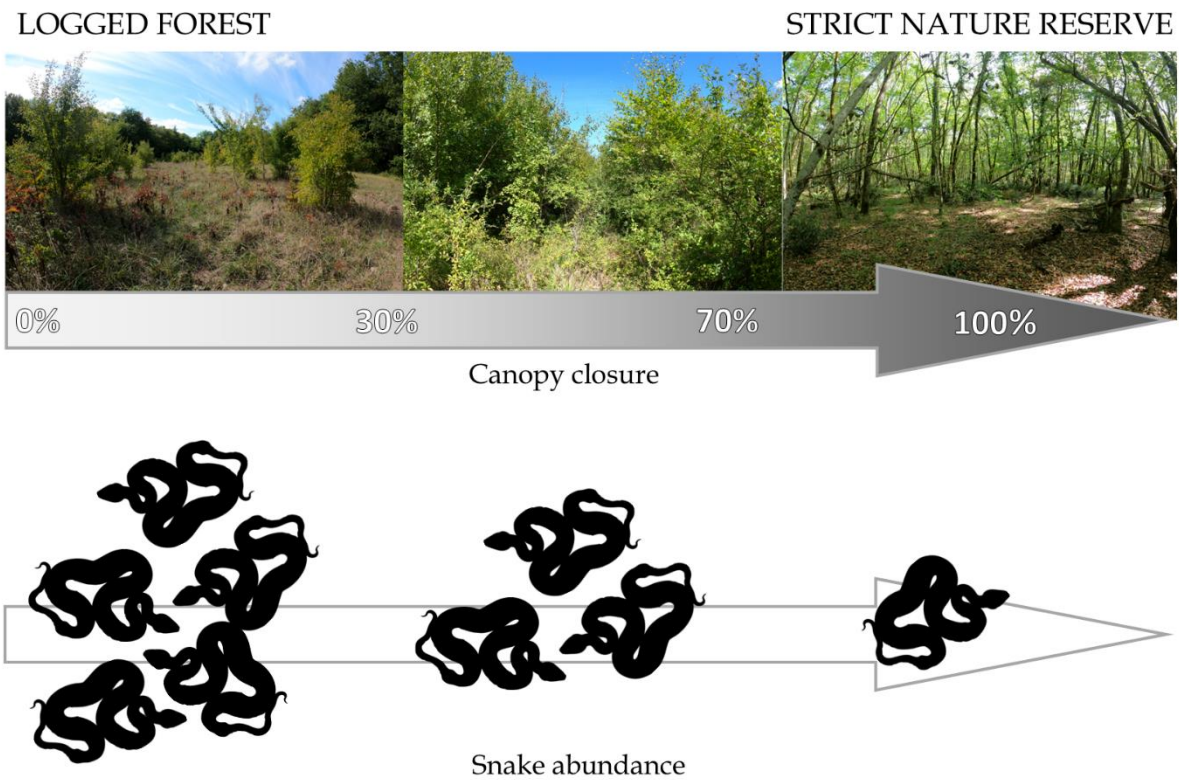 LOGGED FOREST
STRICT NATURE RESERVE
0%
30%
70%
100%
Canopy closure
Snake abundance